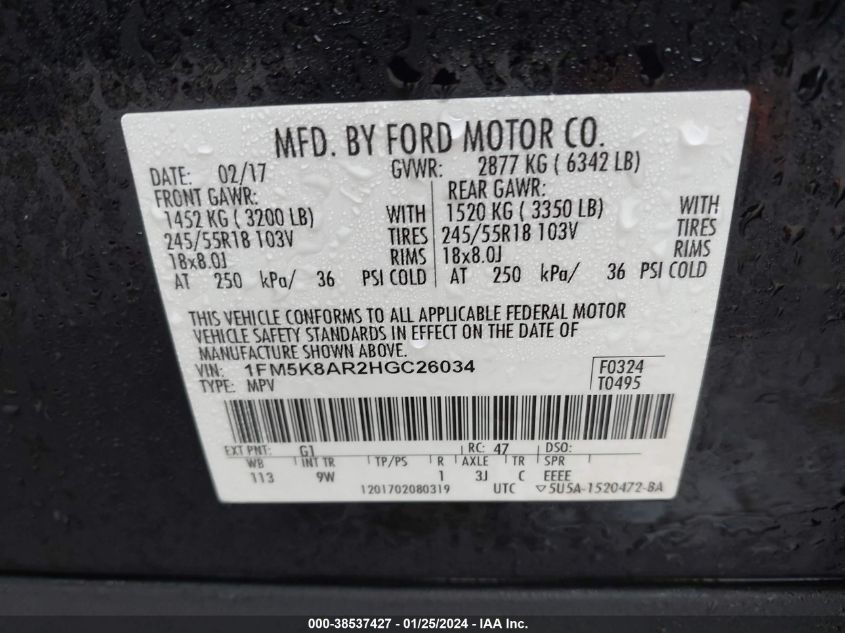 MFD. BY FORD MOTOR CO.
DATE: 02/17 GVWR: 2877 KG ( 6342 LB)
FRONT GAWR: REAR GAWR:
1452 KG ( 3200 LB) WITH 1520 KG ( 3350 LB) WITH
245/55R18 103V TIRES 245/55R18 103V TIRES
18x8.0J RIMS 18x8.0J RIMS
AT 250 kPa/ 36 PSI COLD AT 250 kPa/ 36 PSI COLD
THIS VEHICLE CONFORMS TO ALL APPLICABLE FEDERAL MOTOR
VEHICLE SAFETY STANDARDS IN EFFECT ON THE DATE OF
MANUFACTURE SHOWN ABOVE.
VIN: 1FM5K8AR2HGC26034 F0324
TYPE: MPV T0495
EXT PNT: G1 RC: 47 DSO:
WB INT TR TP/PS R AXLE TR SPR
113 9W 1 3J C EEEE
1201702080319 UTC ▽5U5A-1520472-BA
000-38537427 - 01/25/2024 - IAA Inc.